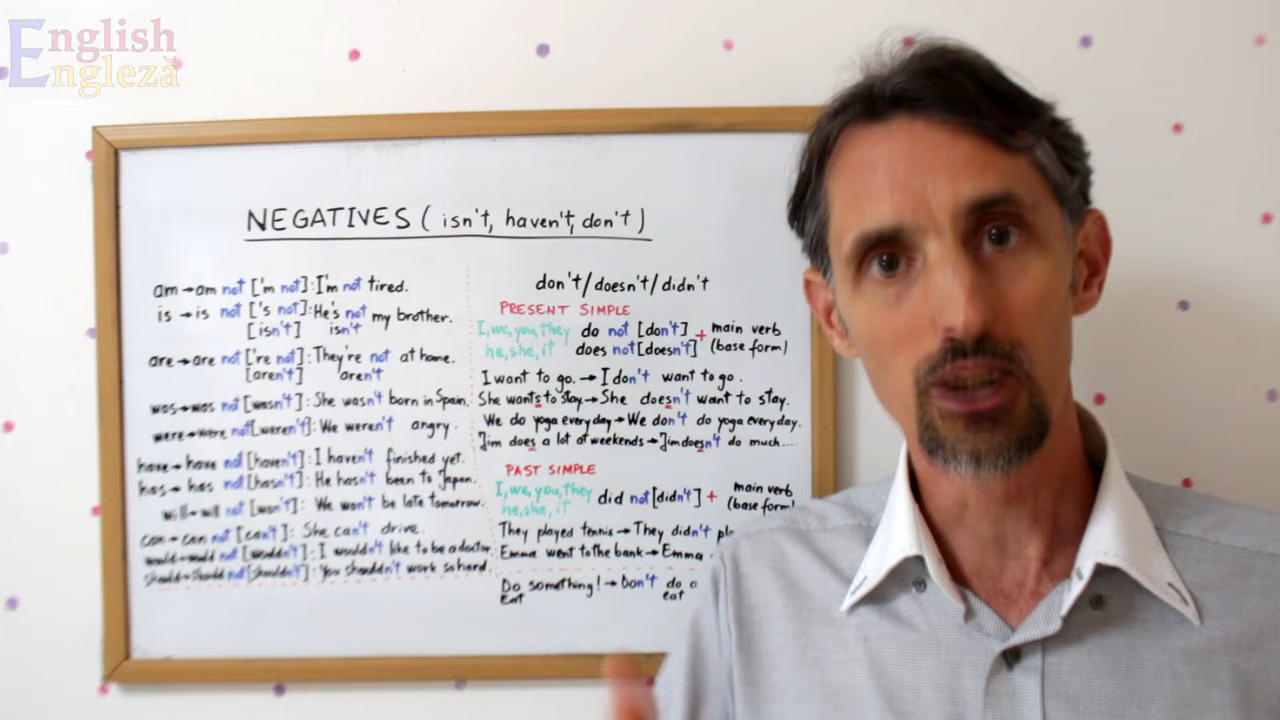 English
Engleză
NEGATIVES ( isn't, haven't, don't )
am → am not ['m not]: I'm not tired.
is → is not ['s not]: He's not my brother.
[isn't] isn't
are → are not ['re not]: They're not at home.
[aren't] aren't
was → was not [wasn't]: She wasn't born in Spain.
were → were not [weren't]: We weren't angry.
have → have not [haven't]: I haven't finished yet.
has → has not [hasn't]: He hasn't been to Japan.
will → will not [won't]: We won't be late tomorrow.
can → can not [can't]: She can't drive.
would → would not [wouldn't]: I wouldn't like to be a doctor.
should → should not [shouldn't]: You shouldn't work so hard.
don't / doesn't / didn't
PRESENT SIMPLE
I, we, you, they do not [don't] + main verb
he, she, it does not [doesn't] (base form)
I want to go. → I don't want to go.
She wants to stay → She doesn't want to stay.
We do yoga everyday → We don't do yoga everyday.
Jim does a lot at weekends → Jim doesn't do much....
PAST SIMPLE
I, we, you, they did not [didn't] + main verb
he, she, it (base form
They played tennis → They didn't
Emma went to the bank → Emma
Do something! → Don't do
Eat eat